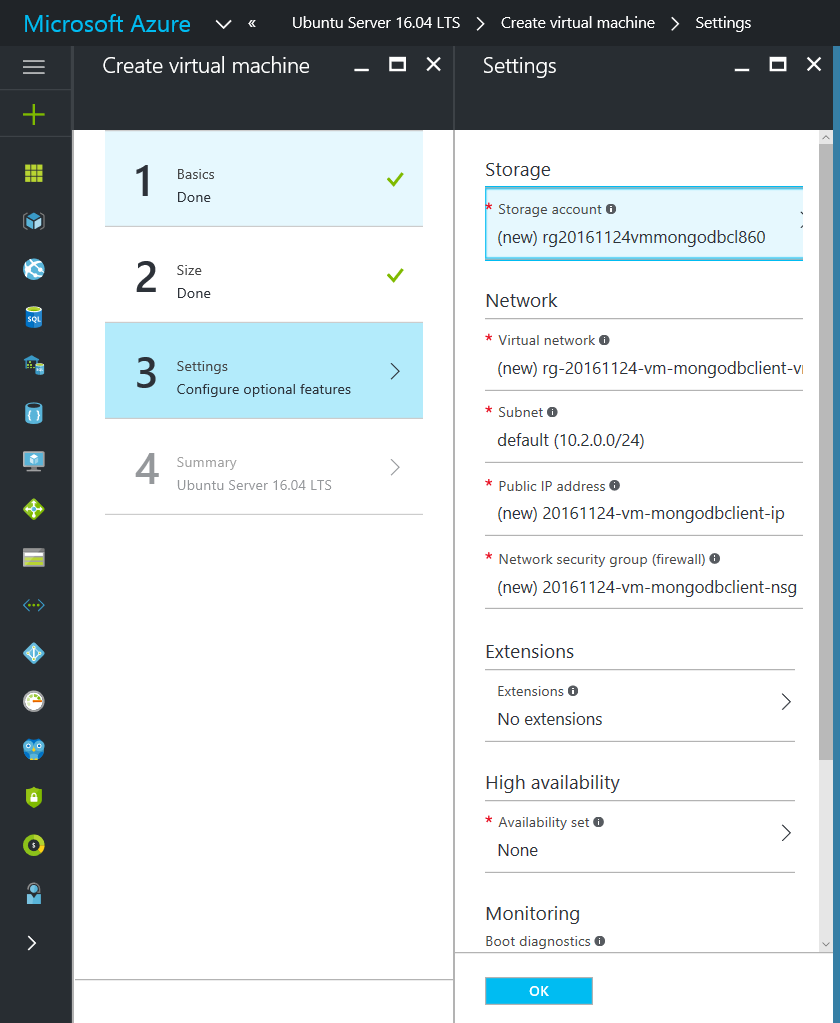 Microsoft Azure « Ubuntu Server 16.04 LTS > Create virtual machine > Settings
Create virtual machine
1
Basics
Done
2
Size
Done
3
Settings
Configure optional features
4
Summary
Ubuntu Server 16.04 LTS
Settings
Storage
* Storage account
(new) rg20161124vmmongodbcl860
Network
* Virtual network
(new) rg-20161124-vm-mongodbclient-v
* Subnet
default (10.2.0.0/24)
* Public IP address
(new) 20161124-vm-mongodbclient-ip
* Network security group (firewall)
(new) 20161124-vm-mongodbclient-nsg
Extensions
Extensions
No extensions
High availability
* Availability set
None
Monitoring
Boot diagnostics
OK
SQL